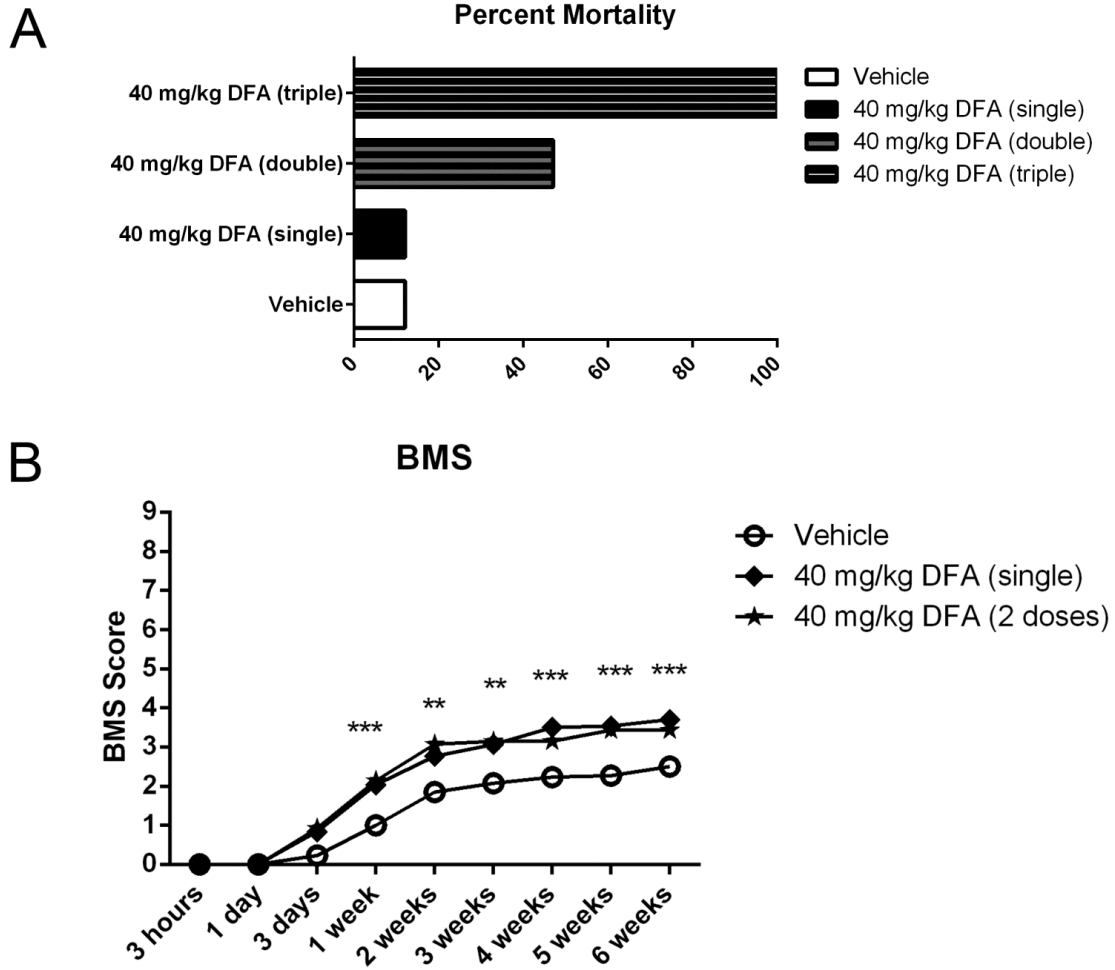 A
Percent Mortality
40 mg/kg DFA (triple)
40 mg/kg DFA (double)
40 mg/kg DFA (single)
Vehicle
0 20 40 60 80 100
Vehicle
40 mg/kg DFA (single)
40 mg/kg DFA (double)
40 mg/kg DFA (triple)
B
BMS
BMS Score
9
8
7
6
5
4
3
2
1
0
*** ** ** *** *** ***
3 hours 1 day 3 days 1 week 2 weeks 3 weeks 4 weeks 5 weeks 6 weeks
Vehicle
40 mg/kg DFA (single)
40 mg/kg DFA (2 doses)